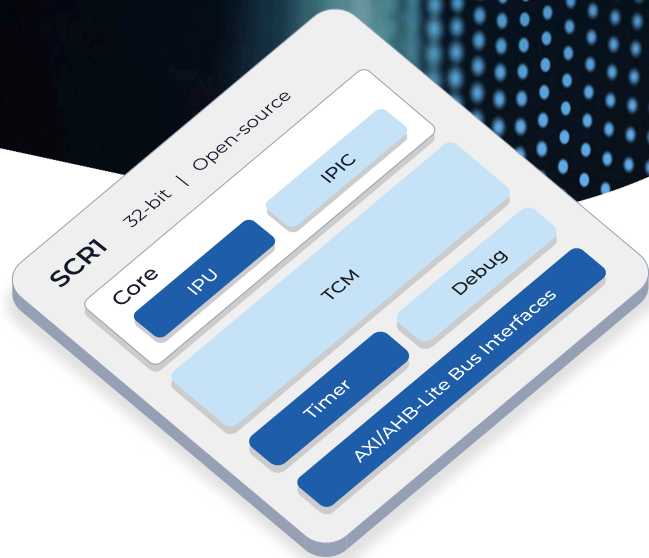 SCR1 32-bit | Open-source
Core
IPU
IPIC
TCM
Timer
Debug
AXI/AHB-Lite Bus Interfaces